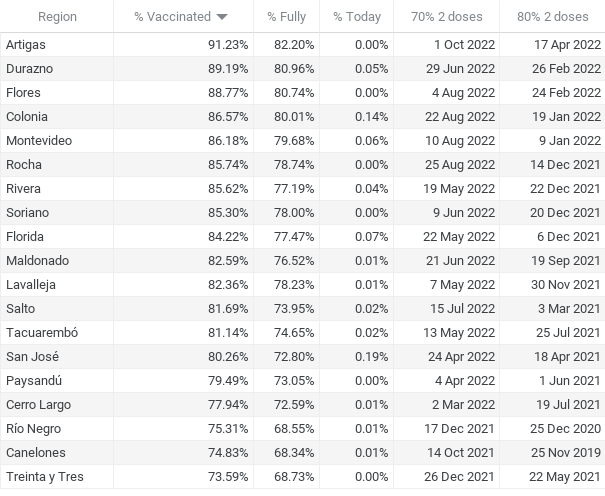 Region % Vaccinated % Fully % Today 70% 2 doses 80% 2 doses
Artigas 91.23% 82.20% 0.00% 1 Oct 2022 17 Apr 2022
Durazno 89.19% 80.96% 0.05% 29 Jun 2022 26 Feb 2022
Flores 88.77% 80.74% 0.00% 4 Aug 2022 24 Feb 2022
Colonia 86.57% 80.01% 0.14% 22 Aug 2022 19 Jan 2022
Montevideo 86.18% 79.68% 0.06% 10 Aug 2022 9 Jan 2022
Rocha 85.74% 78.74% 0.00% 25 Aug 2022 14 Dec 2021
Rivera 85.62% 77.19% 0.04% 19 May 2022 22 Dec 2021
Soriano 85.30% 78.00% 0.00% 9 Jun 2022 20 Dec 2021
Florida 84.22% 77.47% 0.07% 22 May 2022 6 Dec 2021
Maldonado 82.59% 76.52% 0.01% 21 Jun 2022 19 Sep 2021
Lavalleja 82.36% 78.23% 0.01% 7 May 2022 30 Nov 2021
Salto 81.69% 73.95% 0.02% 15 Jul 2022 3 Mar 2021
Tacuarembó 81.14% 74.65% 0.02% 13 May 2022 25 Jul 2021
San José 80.26% 72.80% 0.19% 24 Apr 2022 18 Apr 2021
Paysandú 79.49% 73.05% 0.00% 4 Apr 2022 1 Jun 2021
Cerro Largo 77.94% 72.59% 0.01% 2 Mar 2022 19 Jul 2021
Río Negro 75.31% 68.55% 0.01% 17 Dec 2021 25 Dec 2020
Canelones 74.83% 68.34% 0.01% 14 Oct 2021 25 Nov 2019
Treinta y Tres 73.59% 68.73% 0.00% 26 Dec 2021 22 May 2021